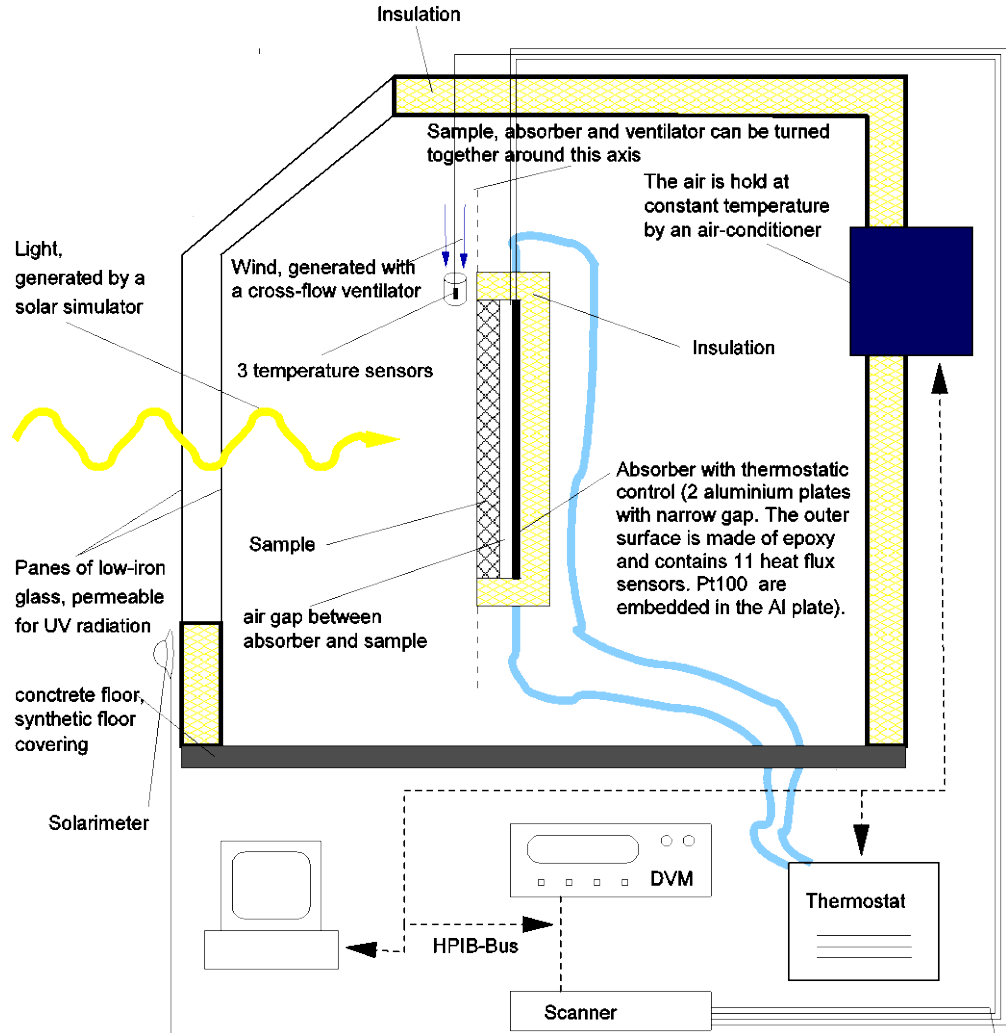 Insulation
Sample, absorber and ventilator can be turned
together around this axis
The air is hold at
constant temperature
by an air-conditioner
Light,
generated by a
solar simulator
Wind, generated with
a cross-flow ventilator
Insulation
3 temperature sensors
Absorber with thermostatic
control (2 aluminium plates
with narrow gap. The outer
surface is made of epoxy
and contains 11 heat flux
sensors. Pt100 are
embedded in the Al plate).
Sample
Panes of low-iron
glass, permeable
for UV radiation
air gap between
absorber and sample
conctrete floor,
synthetic floor
covering
Solarimeter
DVM
Thermostat
HPIB-Bus
Scanner